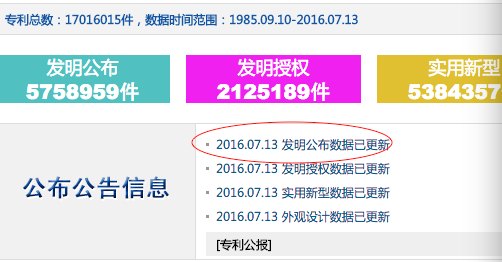 专利总数：17016015件，数据时间范围：1985.09.10-2016.07.13
发明公布 发明授权 实用新型
5758959件 2125189件 5384357
公布公告信息
2016.07.13 发明公布数据已更新
2016.07.13 发明授权数据已更新
2016.07.13 实用新型数据已更新
2016.07.13 外观设计数据已更新
[专利公报]